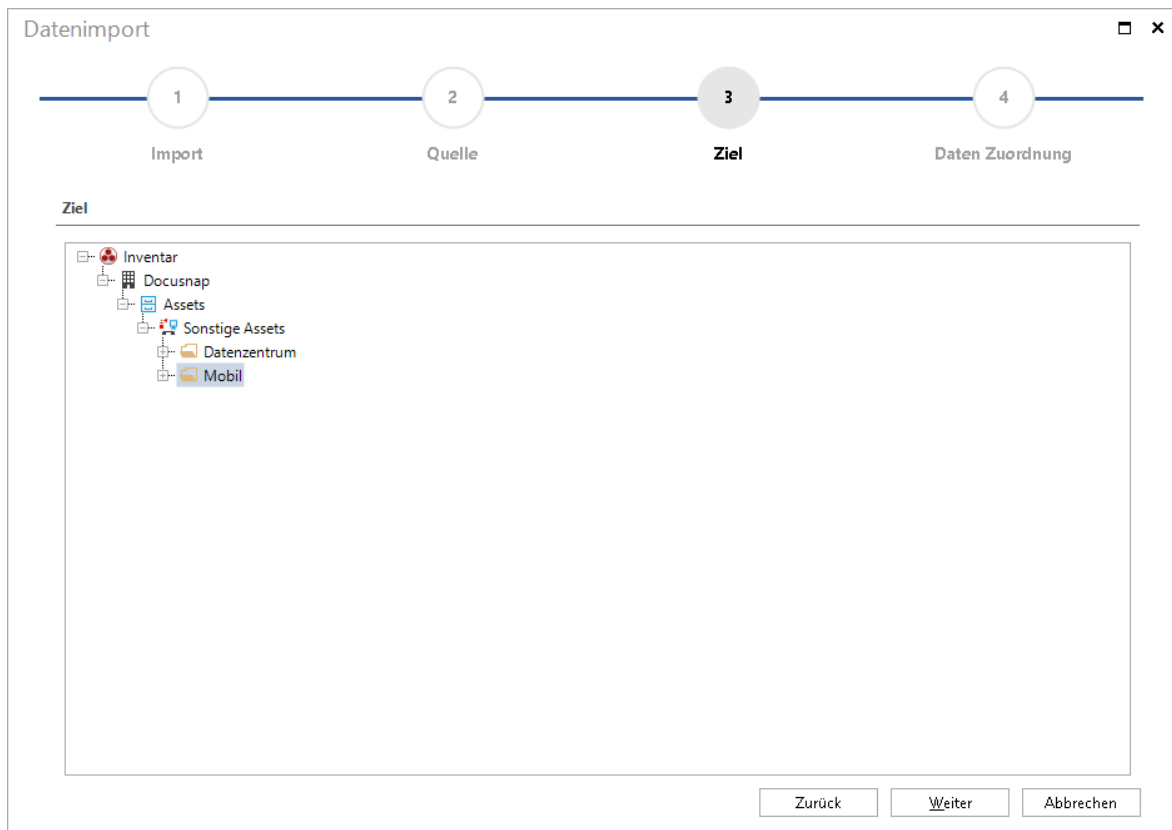 Datenimport
1 2 3 4
Import Quelle Ziel Daten Zuordnung
Ziel
Inventar
Docusnap
Assets
Sonstige Assets
Datenzentrum
Mobil
Zurück Weiter Abbrechen